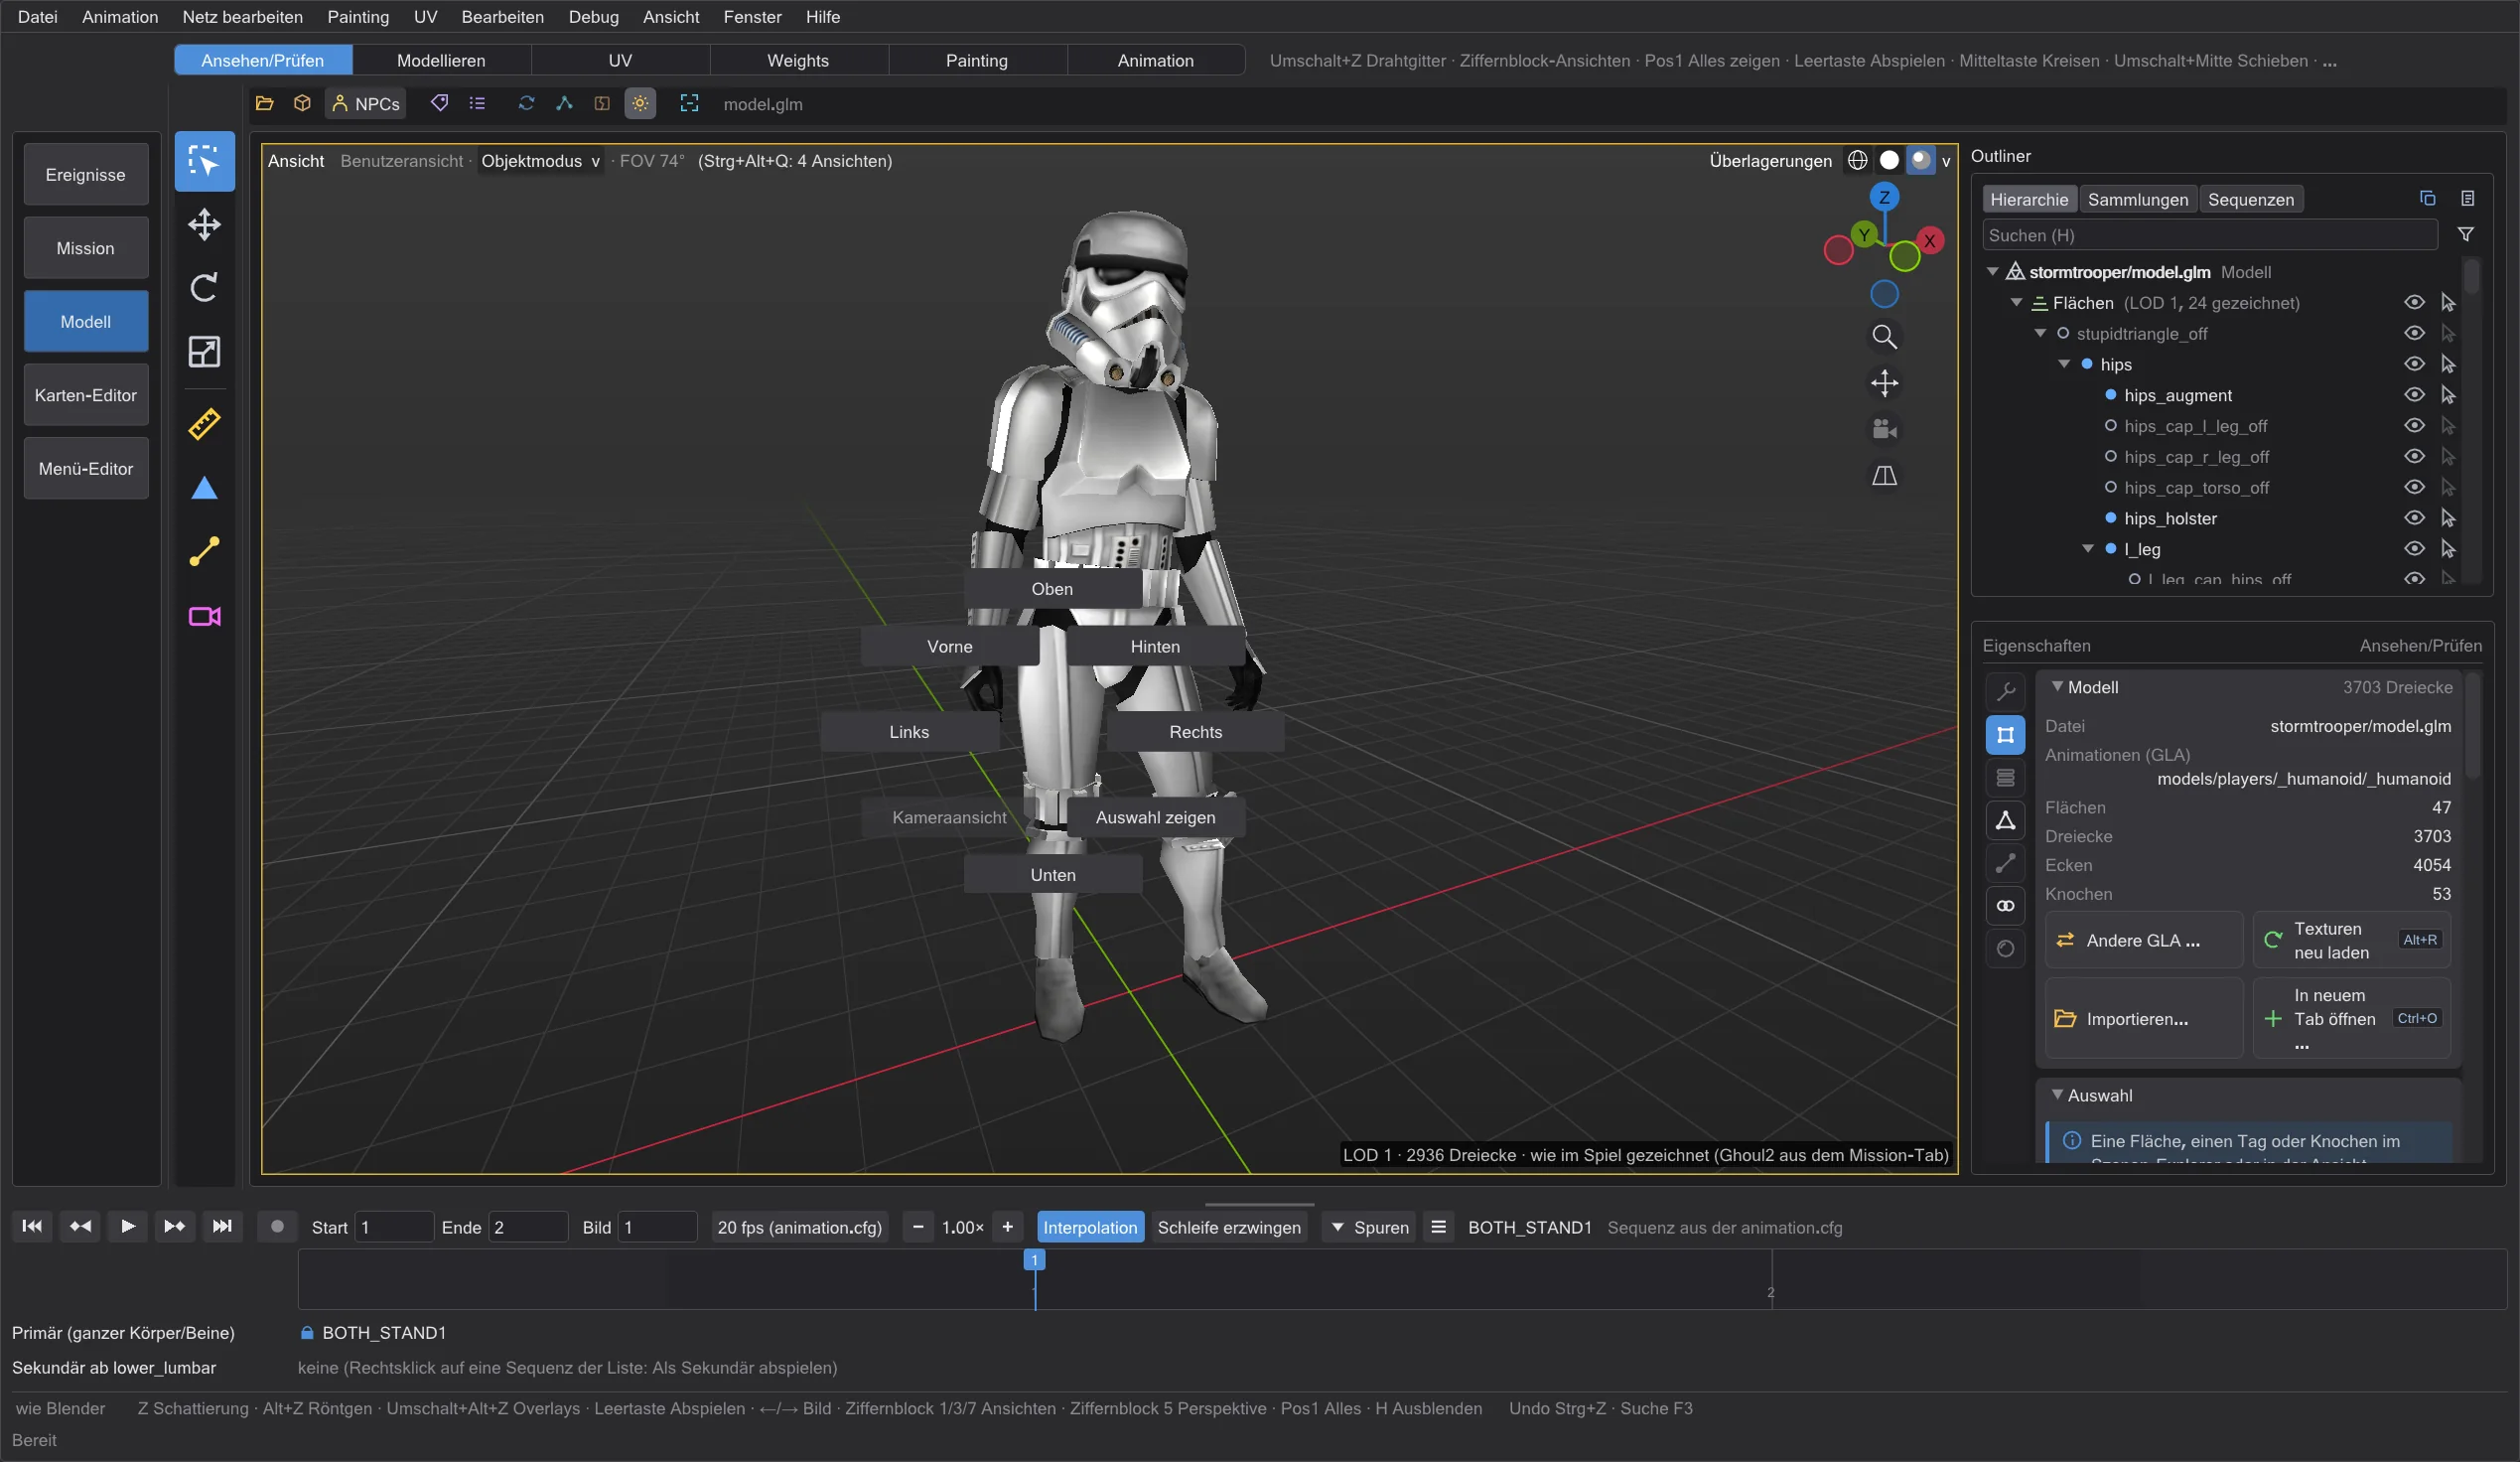 Datei Animation Netz bearbeiten Painting UV Bearbeiten Debug Ansicht Fenster Hilfe
Ansehen/Prüfen Modellieren UV Weights Painting Animation Umschalt+Z Drahtgitter · Ziffernblock-Ansichten · Pos1 Alles zeigen · Leertaste Abspielen · Mitteltaste Kreisen · Umschalt+Mitte Schieben · ...
NPCs model.glm
Ereignisse
Mission
Modell
Karten-Editor
Menü-Editor
Ansicht Benutzeransicht · Objektmodus v · FOV 74° (Strg+Alt+Q: 4 Ansichten) Überlagerungen v
Z
Y X
Oben
Vorne Hinten
Links Rechts
Kameraansicht Auswahl zeigen
Unten
LOD 1 · 2936 Dreiecke · wie im Spiel gezeichnet (Ghoul2 aus dem Mission-Tab)
Outliner
Hierarchie Sammlungen Sequenzen
Suchen (H)
stormtrooper/model.glm Modell
Flächen (LOD 1, 24 gezeichnet)
stupidtriangle_off
hips
hips_augment
hips_cap_l_leg_off
hips_cap_r_leg_off
hips_cap_torso_off
hips_holster
l_leg
l_leg_cap_hips_off
Eigenschaften Ansehen/Prüfen
Modell 3703 Dreiecke
Datei stormtrooper/model.glm
Animationen (GLA)
models/players/_humanoid/_humanoid
Flächen 47
Dreiecke 3703
Ecken 4054
Knochen 53
Andere GLA ...
Texturen neu laden Alt+R
Importieren...
In neuem Tab öffnen ... Ctrl+O
Auswahl
Eine Fläche, einen Tag oder Knochen im
Szenen-Explorer oder in der Ansicht
Start 1 Ende 2 Bild 1 20 fps (animation.cfg) − 1.00× + Interpolation Schleife erzwingen Spuren BOTH_STAND1 Sequenz aus der animation.cfg
1
2
Primär (ganzer Körper/Beine) BOTH_STAND1
Sekundär ab lower_lumbar keine (Rechtsklick auf eine Sequenz der Liste: Als Sekundär abspielen)
wie Blender Z Schattierung · Alt+Z Röntgen · Umschalt+Alt+Z Overlays · Leertaste Abspielen · ←/→ Bild · Ziffernblock 1/3/7 Ansichten · Ziffernblock 5 Perspektive · Pos1 Alles · H Ausblenden Undo Strg+Z · Suche F3
Bereit